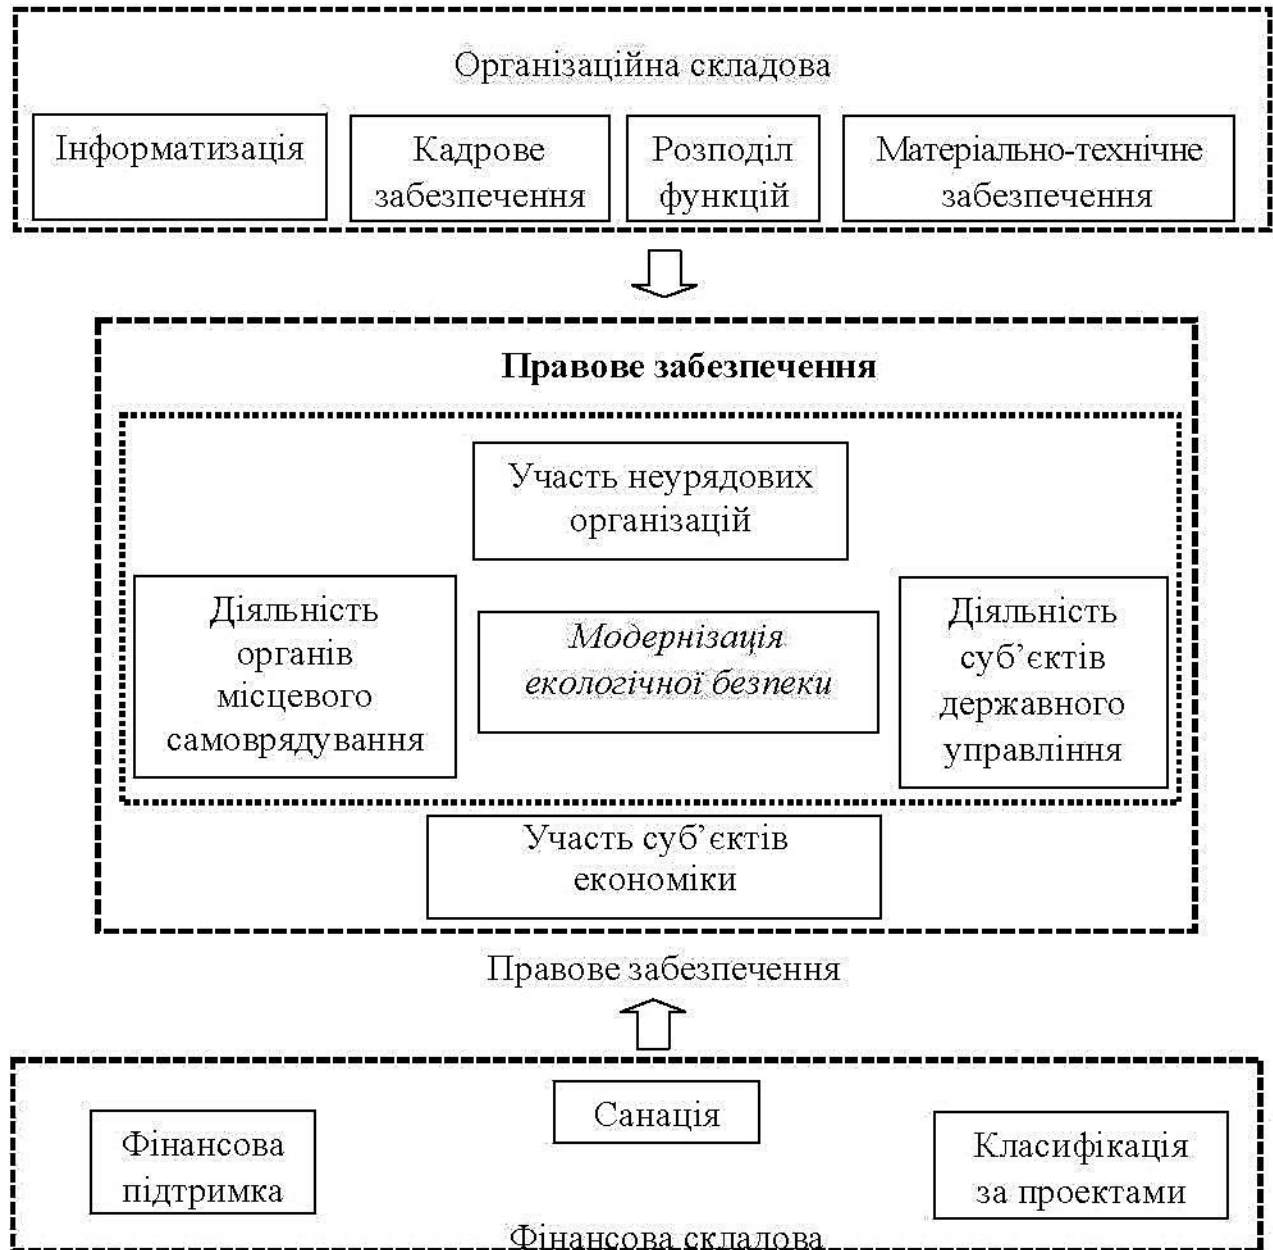 Організаційна складова
Інформатизація
Кадрове
забезпечення
Розподіл
функцій
Матеріально-технічне
забезпечення
Правове забезпечення
Участь неурядових
організацій
Діяльність
органів
місцевого
самоврядування
Модернізація
екологічної безпеки
Діяльність
суб’єктів
державного
управління
Участь суб’єктів
економіки
Правове забезпечення
Санація
Фінансова
підтримка
Класифікація
за проектами
Фінансова складова